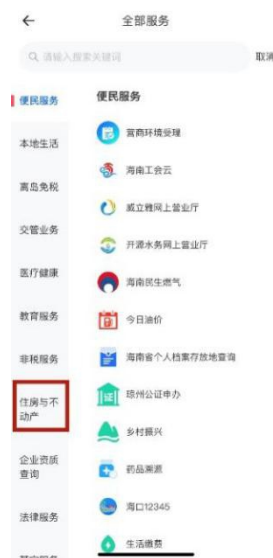 全部服务
请输入搜索关键词
取消
便民服务
便民服务
营商环境受理
本地生活
海南工会云
离岛免税
威立雅网上营业厅
交管业务
开源水务网上营业厅
医疗健康
海南民生燃气
教育服务
今日油价
非税服务
海南省个人档案存放地查询
住房与不
动产
琼州公证申办
乡村振兴
企业资质
查询
药品溯源
法律服务
海口12345
生活缴费